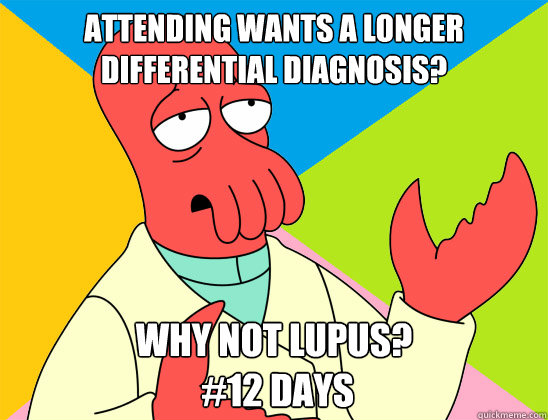 ATTENDING WANTS A LONGER
DIFFERENTIAL DIAGNOSIS?
WHY NOT LUPUS?
#12 DAYS
quickmeme.com